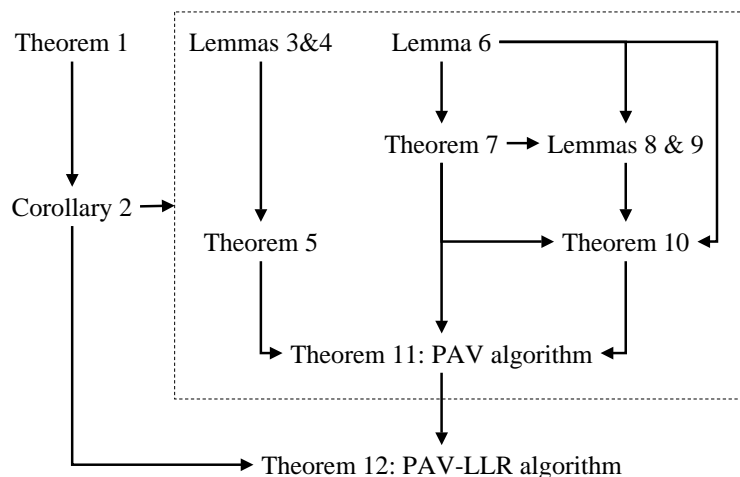 Theorem 1
Lemmas 3&4
Lemma 6
Theorem 7
Lemmas 8 & 9
Corollary 2
Theorem 5
Theorem 10
Theorem 11: PAV algorithm
Theorem 12: PAV-LLR algorithm